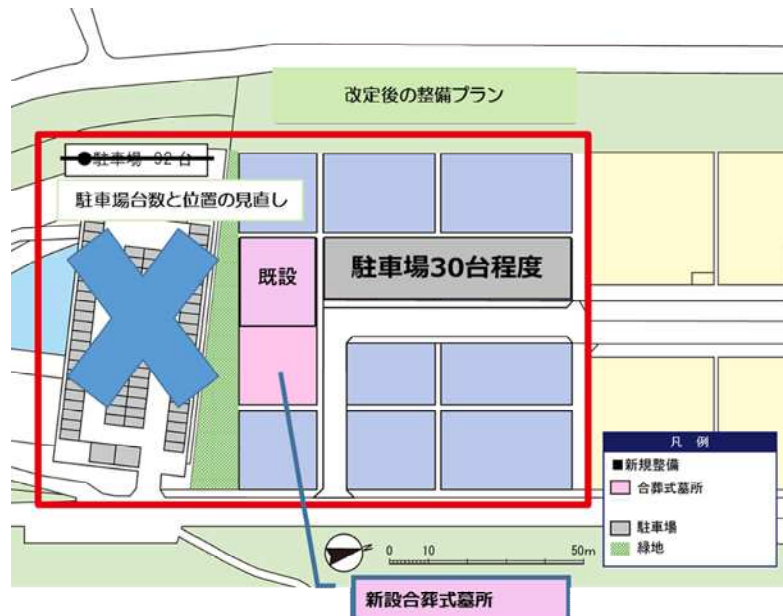 改定後の整備プラン
●駐車場 92台
駐車場台数と位置の見直し
既設
駐車場30台程度
凡 例
■新規整備
合葬式墓所
駐車場
緑地
0 10 50m
新設合葬式墓所